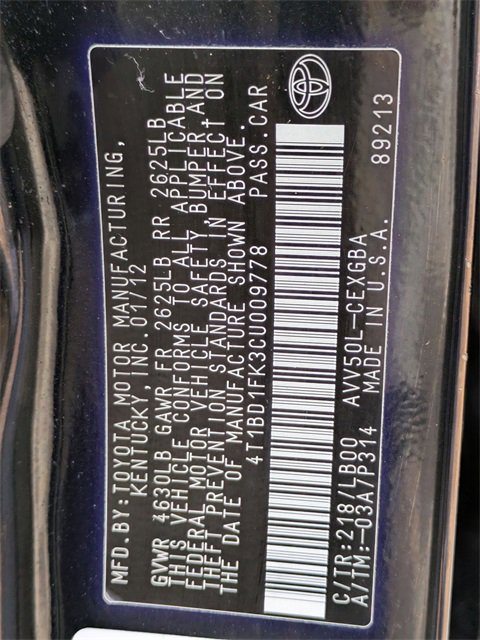 MFD.BY:TOYOTA MOTOR MANUFACTURING,
KENTUCKY,INC.01/12
GVWR 4630LB GAWR FR 2625LB RR 2625LB
THIS VEHICLE CONFORMS TO ALL APPLICABLE
FEDERAL MOTOR VEHICLE SAFETY, BUMPER AND
THEFT PREVENTION STANDARDS IN EFFECT ON
THE DATE OF MANUFACTURE SHOWN ABOVE.
4T1BD1FK3CU009778 PASS.CAR
C/TR:218/LB00 AVV50L-CEXGBA
A/TM:-03A/P314 MADE IN U.S.A. 89213